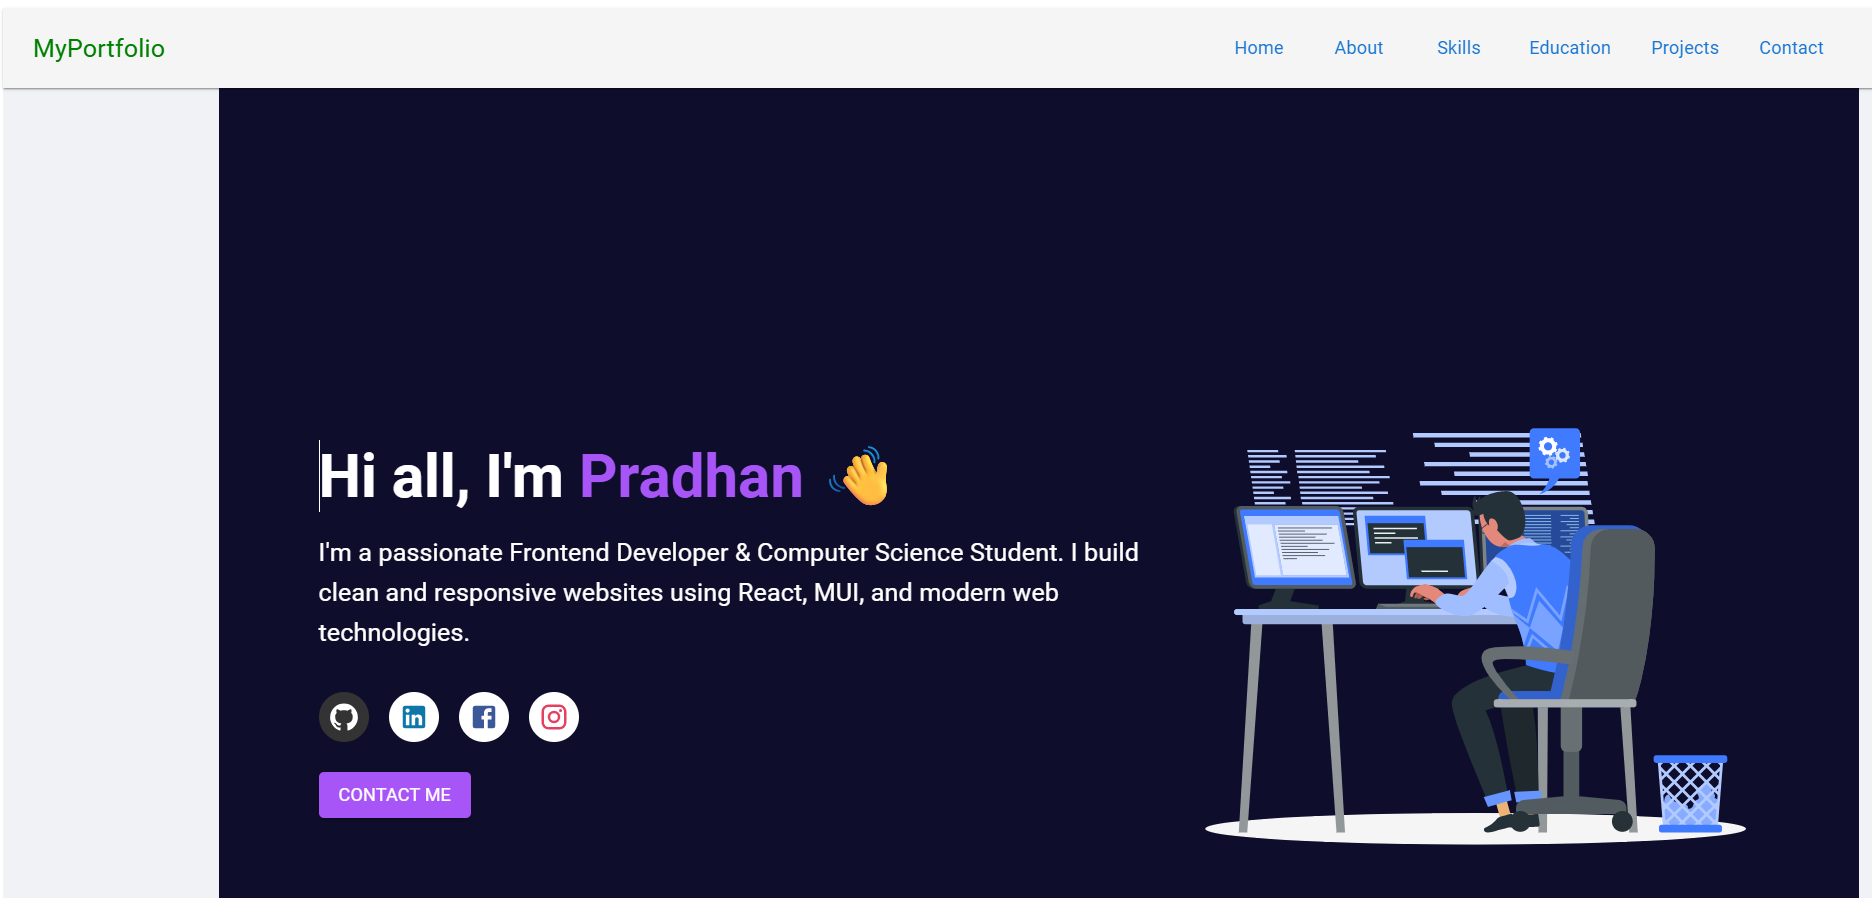 MyPortfolio
Home About Skills Education Projects Contact
Hi all, I'm Pradhan 👋
I'm a passionate Frontend Developer & Computer Science Student. I build
clean and responsive websites using React, MUI, and modern web
technologies.
CONTACT ME